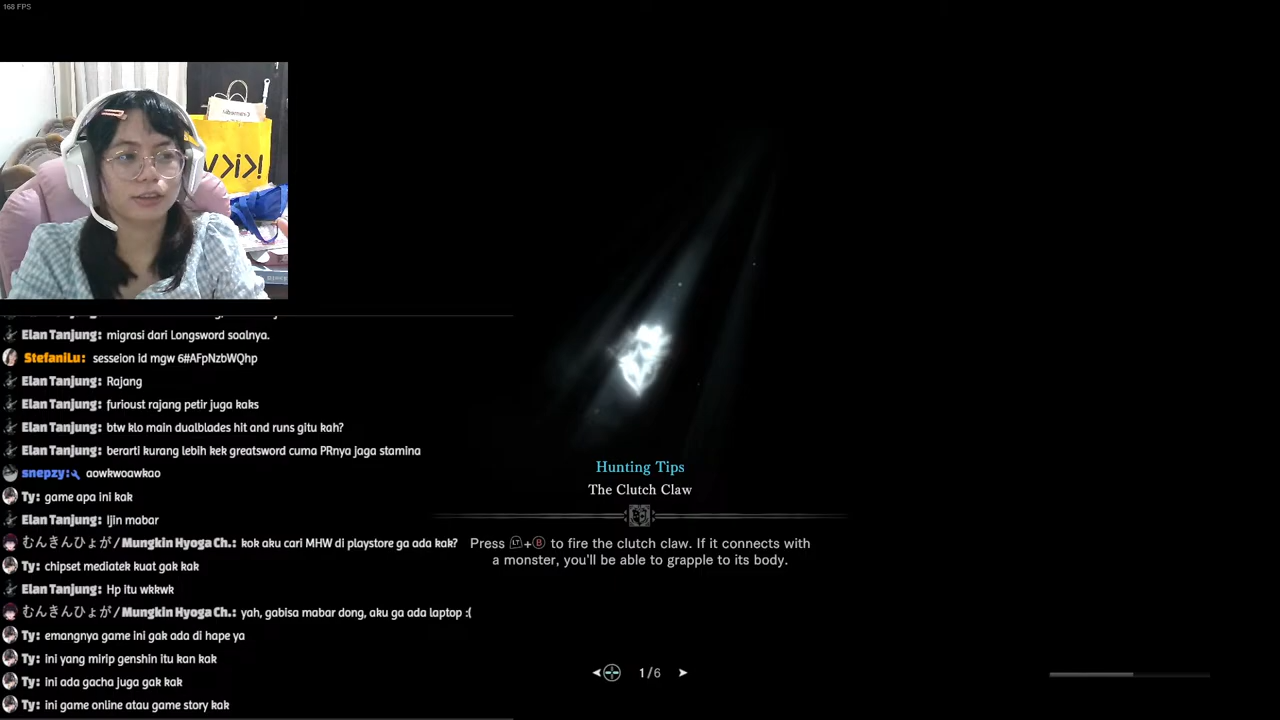 168 FPS
Elan Tanjung: migrasi dari Longsword soalnya.
StefaniLu: sesseion id mgw 6#AFpNzbWQhp
Elan Tanjung: Rajang
Elan Tanjung: furioust rajang petir juga kaks
Elan Tanjung: btw klo main dualblades hit and runs gitu kah?
Elan Tanjung: berarti kurang lebih kek greatsword cuma PRnya jaga stamina
snepzy: aowkwoawkao
Ty: game apa ini kak
Elan Tanjung: Ijin mabar
むんきんひょが/Mungkin Hyoga Ch.: kok aku cari MHW di playstore ga ada kak?
Ty: chipset mediatek kuat gak kak
Elan Tanjung: Hp itu wkkwk
むんきんひょが/Mungkin Hyoga Ch.: yah, gabisa mabar dong, aku ga ada laptop :(
Ty: emangnya game ini gak ada di hape ya
Ty: ini yang mirip genshin itu kan kak
Ty: ini ada gacha juga gak kak
Ty: ini game online atau game story kak
Hunting Tips
The Clutch Claw
Press LT+B to fire the clutch claw. If it connects with
a monster, you'll be able to grapple to its body.
1/6